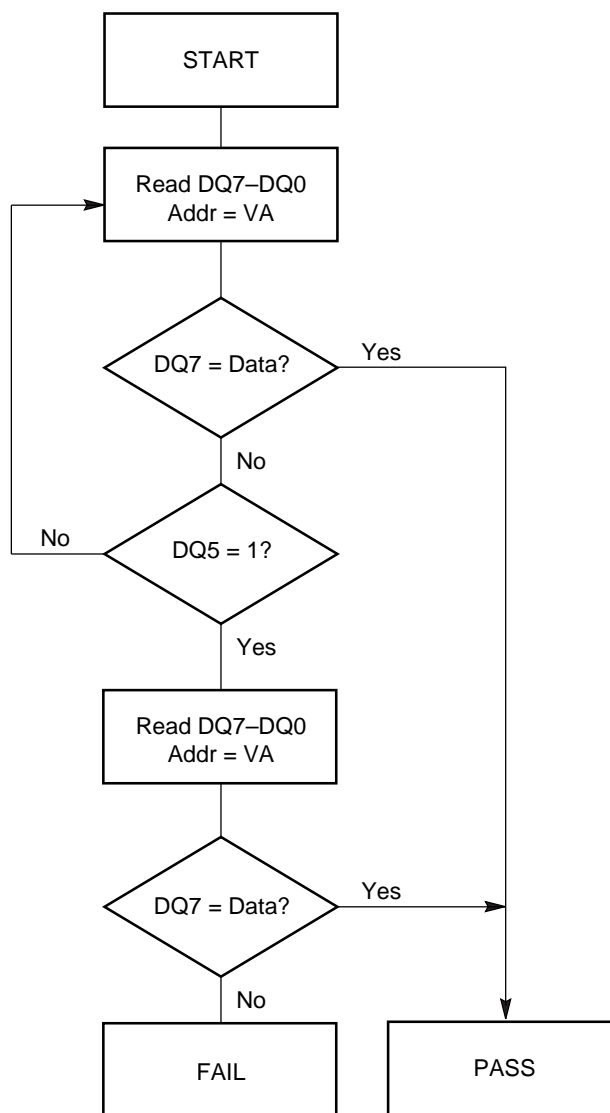 START
Read DQ7–DQ0
Addr = VA
DQ7 = Data?
Yes
No
No
DQ5 = 1?
Yes
Read DQ7–DQ0
Addr = VA
DQ7 = Data?
Yes
No
FAIL
PASS